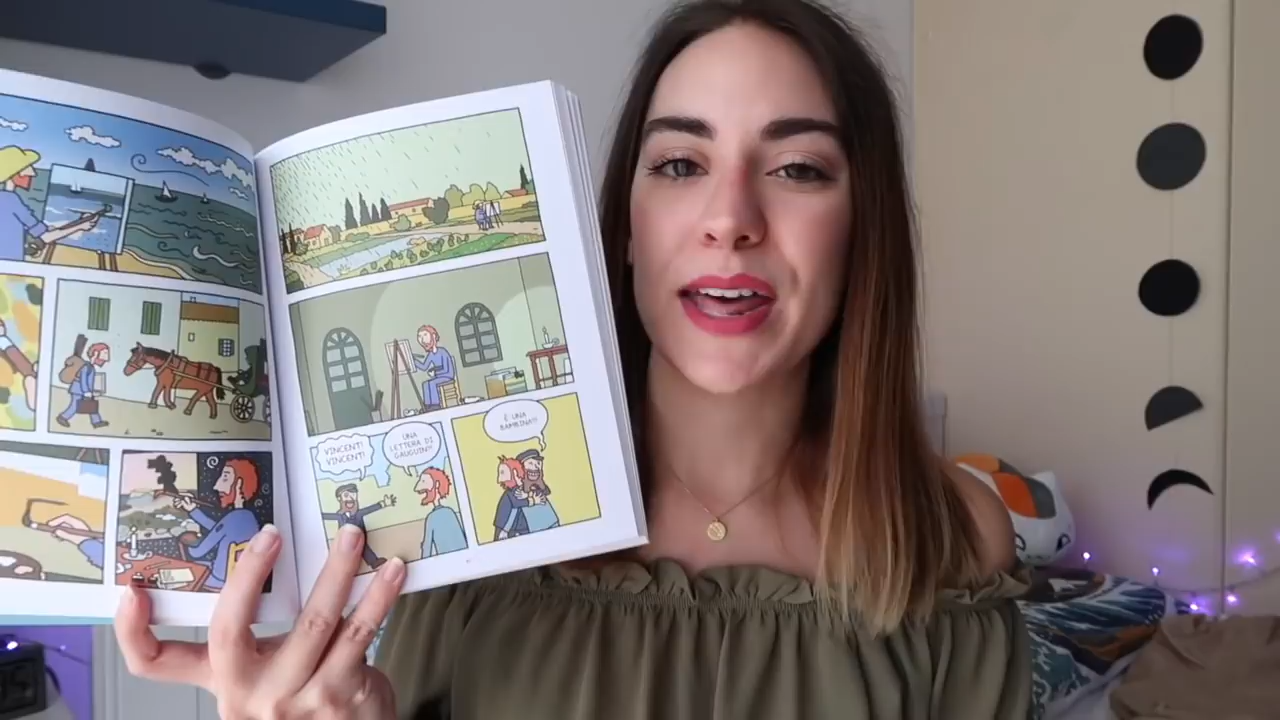 VINCENT!
VINCENT!
UNA
LETTERA DI
GAUGUIN!!
È UNA
BAMBINA!!!